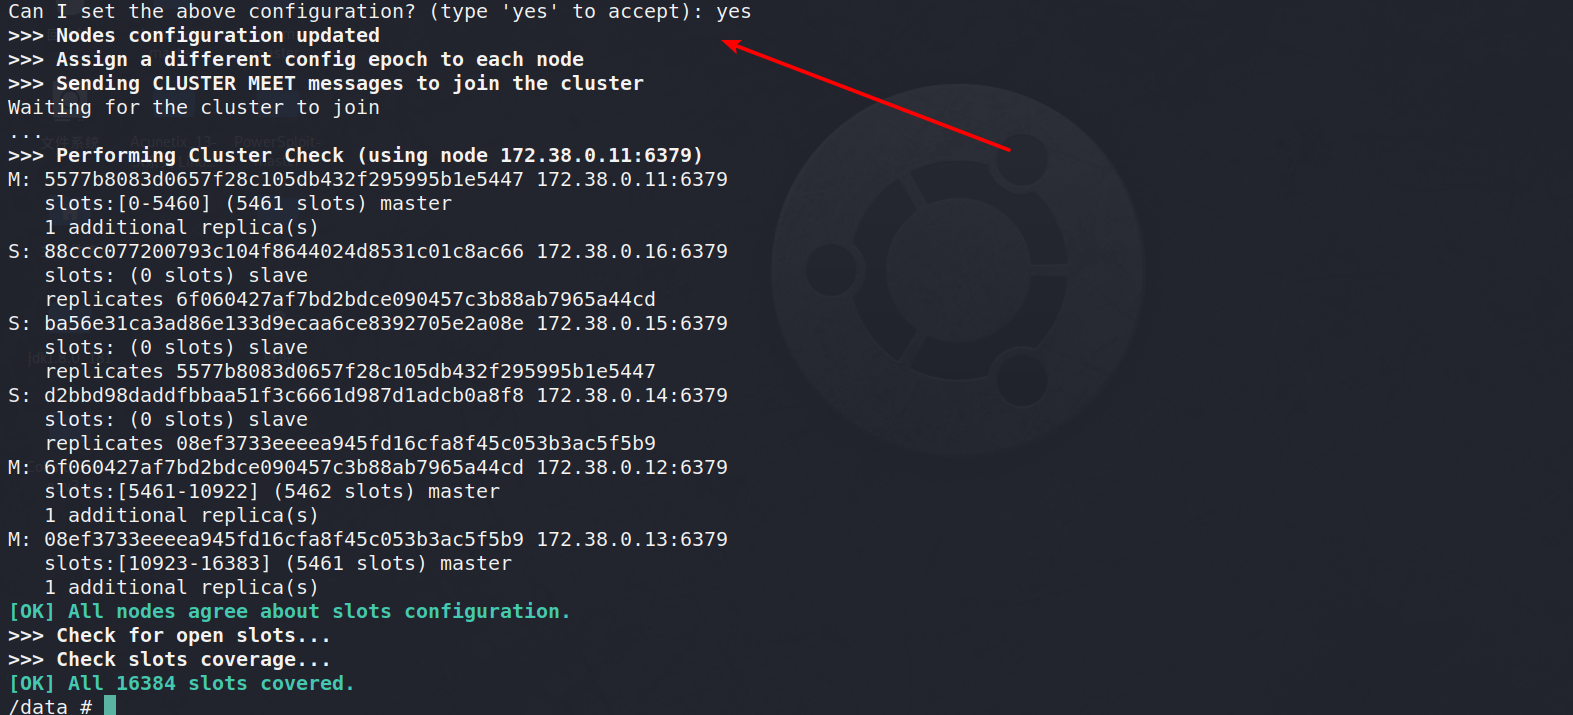 Can I set the above configuration? (type 'yes' to accept): yes
>>> Nodes configuration updated
>>> Assign a different config epoch to each node
>>> Sending CLUSTER MEET messages to join the cluster
Waiting for the cluster to join
...
文件系统 Acunetix 12- PowerSploit-
>>> Performing Cluster Check (using node 172.38.0.11:6379)
M: 5577b8083d0657f28c105db432f295995b1e5447 172.38.0.11:6379
   slots:[0-5460] (5461 slots) master
   1 additional replica(s)
S: 88ccc077200793c104f8644024d8531c01c8ac66 172.38.0.16:6379
   slots: (0 slots) slave
   replicates 6f060427af7bd2bdce090457c3b88ab7965a44cd
S: ba56e31ca3ad86e133d9ecaa6ce8392705e2a08e 172.38.0.15:6379
   slots: (0 slots) slave
   replicates 5577b8083d0657f28c105db432f295995b1e5447
S: d2bbd98daddfbbaa51f3c6661d987d1adcb0a8f8 172.38.0.14:6379
   slots: (0 slots) slave
   replicates 08ef3733eeeea945fd16cfa8f45c053b3ac5f5b9
M: 6f060427af7bd2bdce090457c3b88ab7965a44cd 172.38.0.12:6379
   slots:[5461-10922] (5462 slots) master
   1 additional replica(s)
M: 08ef3733eeeea945fd16cfa8f45c053b3ac5f5b9 172.38.0.13:6379
   slots:[10923-16383] (5461 slots) master
   1 additional replica(s)
[OK] All nodes agree about slots configuration.
>>> Check for open slots...
>>> Check slots coverage...
[OK] All 16384 slots covered.
/data #